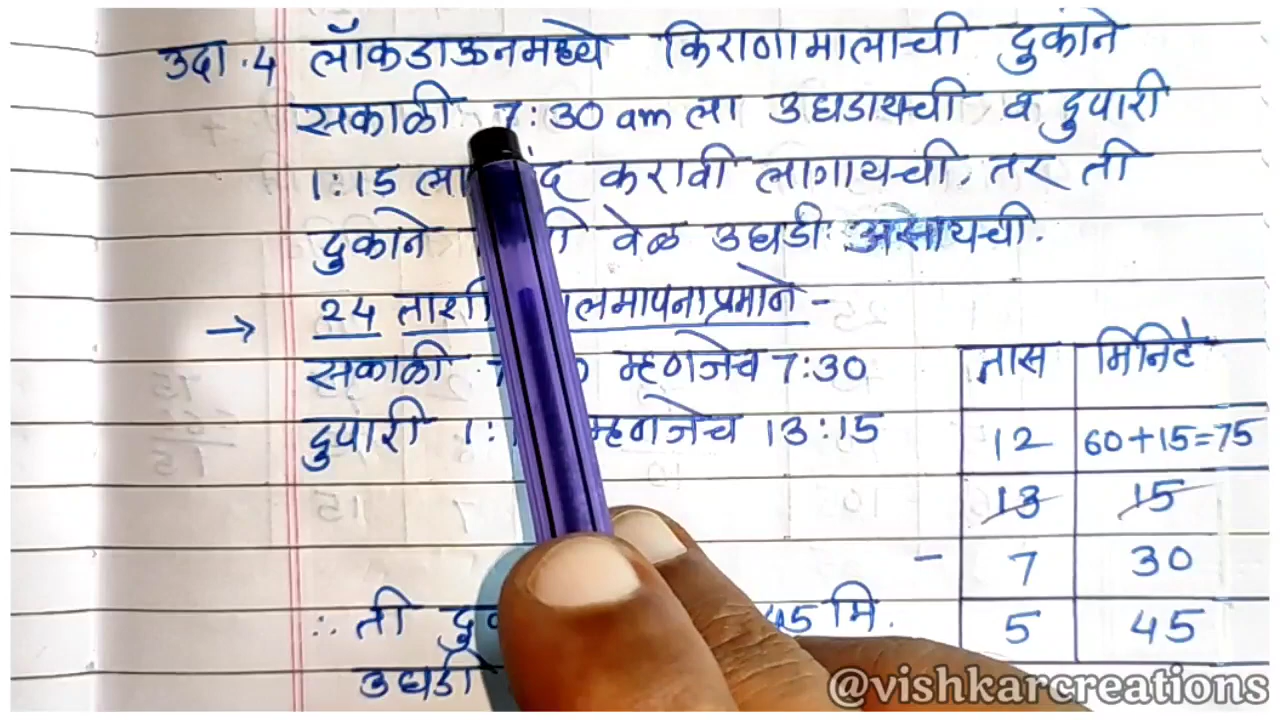 उदा.4 लॉकडाऊनमध्ये किराणामालाची दुकाने
सकाळी 7:30 am ला उघडायची व दुपारी
1:15 ला करावी लागायची, तर ती
दुकाने वेळ उघडी असायची.
→ 24 ताशी प्रमाने -
सकाळी म्हणजेच 7:30
दुपारी म्हणजेच 13:15
तास मिनिटे
12 60+15=75
13 15
- 7 30
5 45
∴ ती 45 मि.
उघडी
@vishkarcreations